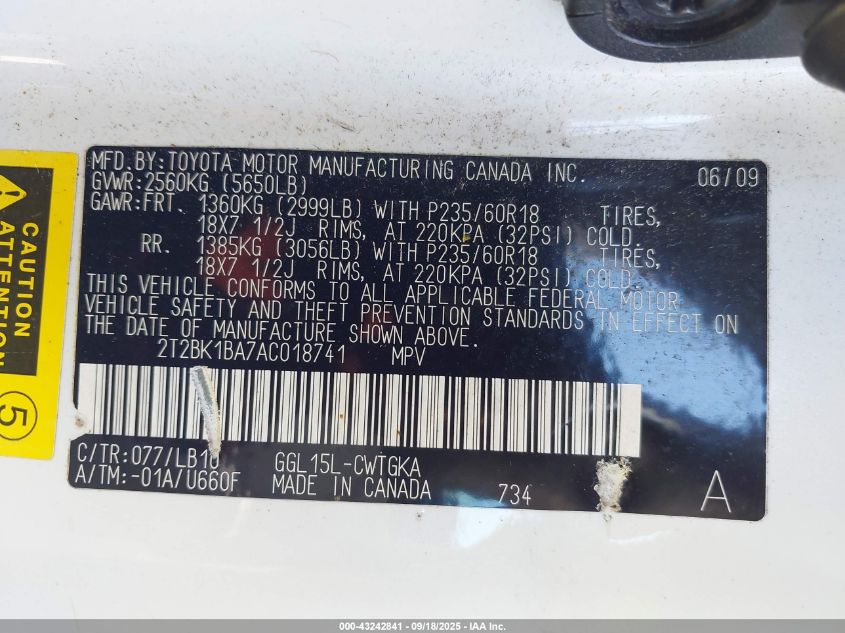 MFD.BY:TOYOTA MOTOR MANUFACTURING CANADA INC. 06/09
GVWR:2560KG (5650LB)
GAWR:FRT. 1360KG (2999LB) WITH P235/60R18 TIRES,
18X7 1/2J RIMS, AT 220KPA (32PSI) COLD.
RR. 1385KG (3056LB) WITH P235/60R18 TIRES,
18X7 1/2J RIMS, AT 220KPA (32PSI) COLD.
THIS VEHICLE CONFORMS TO ALL APPLICABLE FEDERAL MOTOR
VEHICLE SAFETY AND THEFT PREVENTION STANDARDS IN EFFECT ON
THE DATE OF MANUFACTURE SHOWN ABOVE.
2T2BK1BA7AC018741 MPV
C/TR:077/LB10 GGL15L-CWTGKA
A/TM:-01A/U660F MADE IN CANADA 734 A
CAUTION
ATTENTION
5
000-43242841 - 09/18/2025 - IAA Inc.